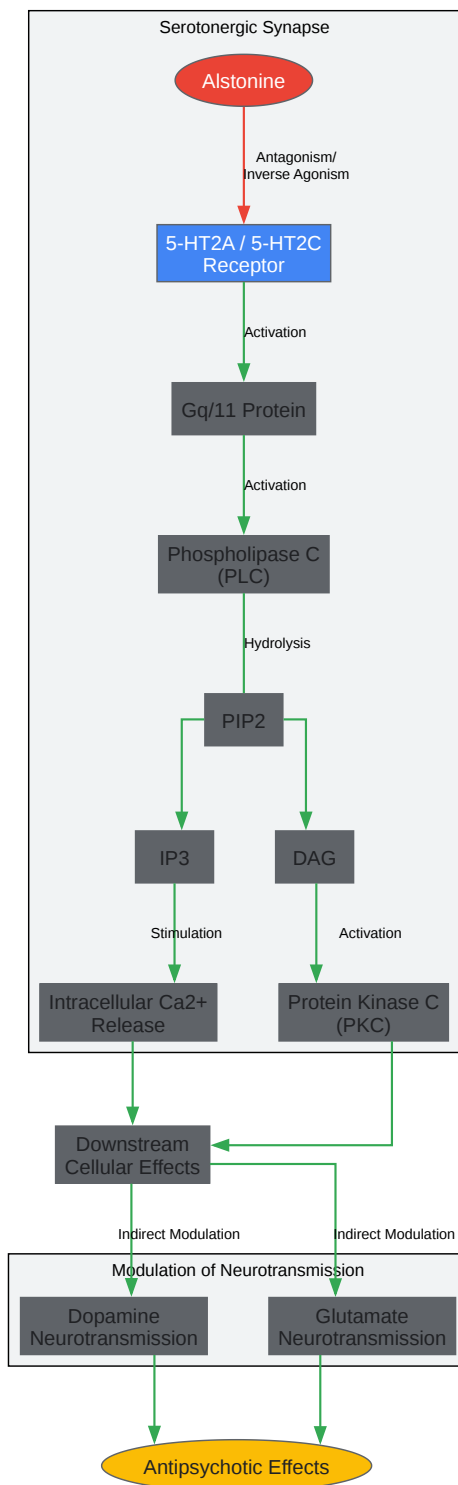 Serotonergic Synapse
Alstonine
Antagonism/
Inverse Agonism
5-HT2A / 5-HT2C
Receptor
Activation
Gq/11 Protein
Activation
Phospholipase C
(PLC)
Hydrolysis
PIP2
IP3
DAG
Stimulation
Activation
Intracellular Ca2+
Release
Protein Kinase C
(PKC)
Downstream
Cellular Effects
Indirect Modulation
Indirect Modulation
Modulation of Neurotransmission
Dopamine
Neurotransmission
Glutamate
Neurotransmission
Antipsychotic Effects